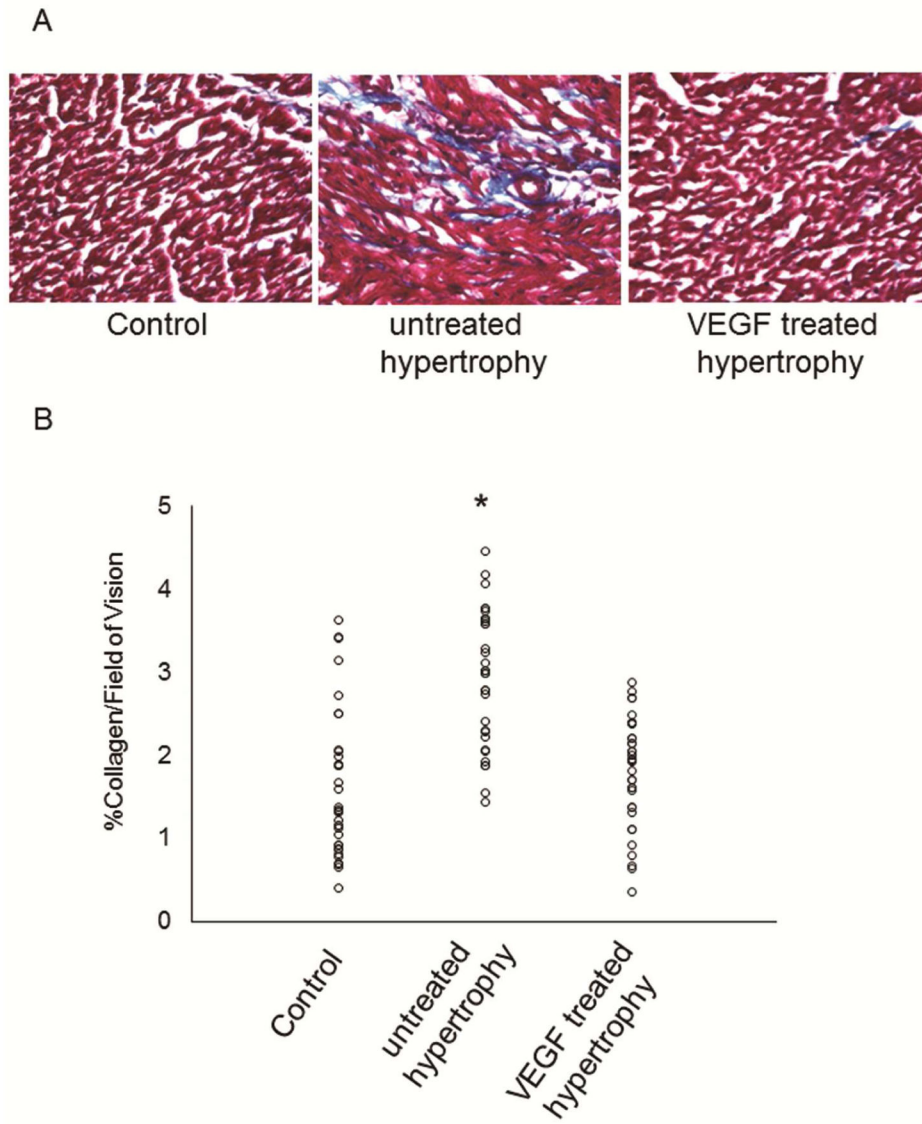 A
Control
untreated
hypertrophy
VEGF treated
hypertrophy
B
%Collagen/Field of Vision
5
*
4
3
2
1
0
Control
untreated
hypertrophy
VEGF treated
hypertrophy